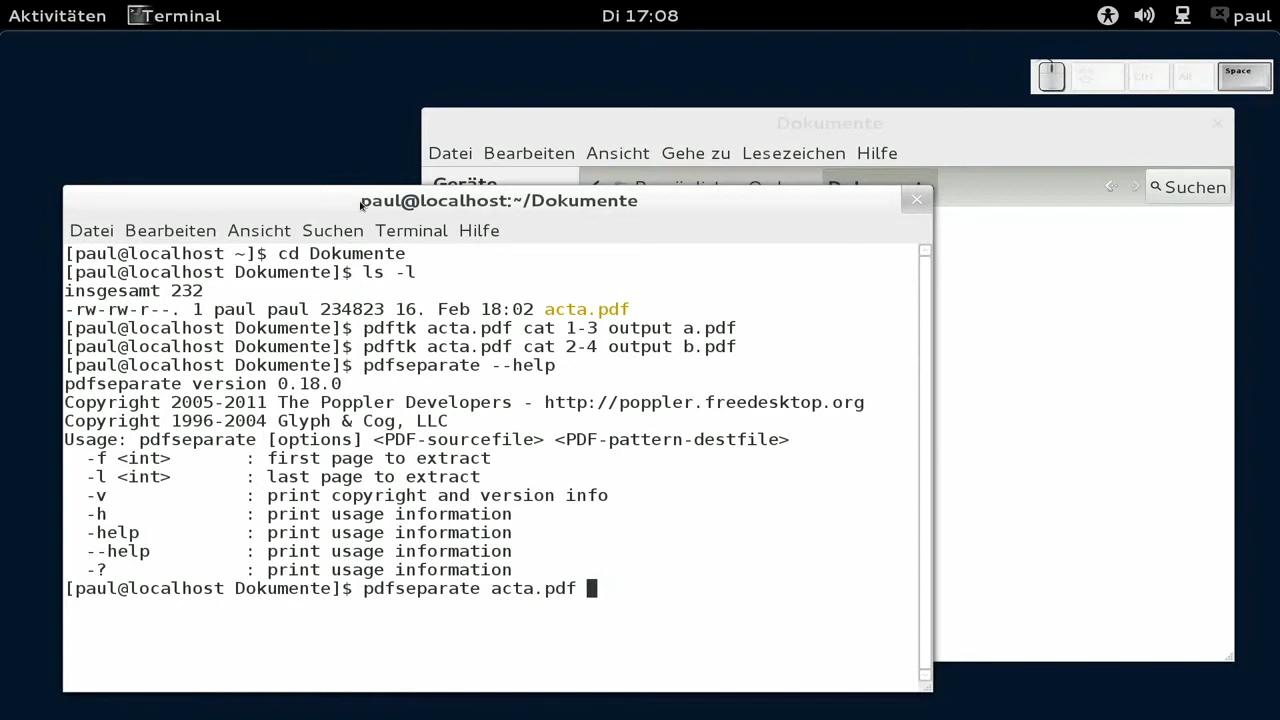 Aktivitäten Terminal Di 17:08 paul
Space
Ctrl Alt
Dokumente
Datei Bearbeiten Ansicht Gehe zu Lesezeichen Hilfe
Geräte
Suchen
paul@localhost:~/Dokumente
Datei Bearbeiten Ansicht Suchen Terminal Hilfe
[paul@localhost ~]$ cd Dokumente
[paul@localhost Dokumente]$ ls -l
insgesamt 232
-rw-rw-r--. 1 paul paul 234823 16. Feb 18:02 acta.pdf
[paul@localhost Dokumente]$ pdftk acta.pdf cat 1-3 output a.pdf
[paul@localhost Dokumente]$ pdftk acta.pdf cat 2-4 output b.pdf
[paul@localhost Dokumente]$ pdfseparate --help
pdfseparate version 0.18.0
Copyright 2005-2011 The Poppler Developers - http://poppler.freedesktop.org
Copyright 1996-2004 Glyph & Cog, LLC
Usage: pdfseparate [options] <PDF-sourcefile> <PDF-pattern-destfile>
  -f <int>       : first page to extract
  -l <int>       : last page to extract
  -v             : print copyright and version info
  -h             : print usage information
  -help          : print usage information
  --help         : print usage information
  -?             : print usage information
[paul@localhost Dokumente]$ pdfseparate acta.pdf